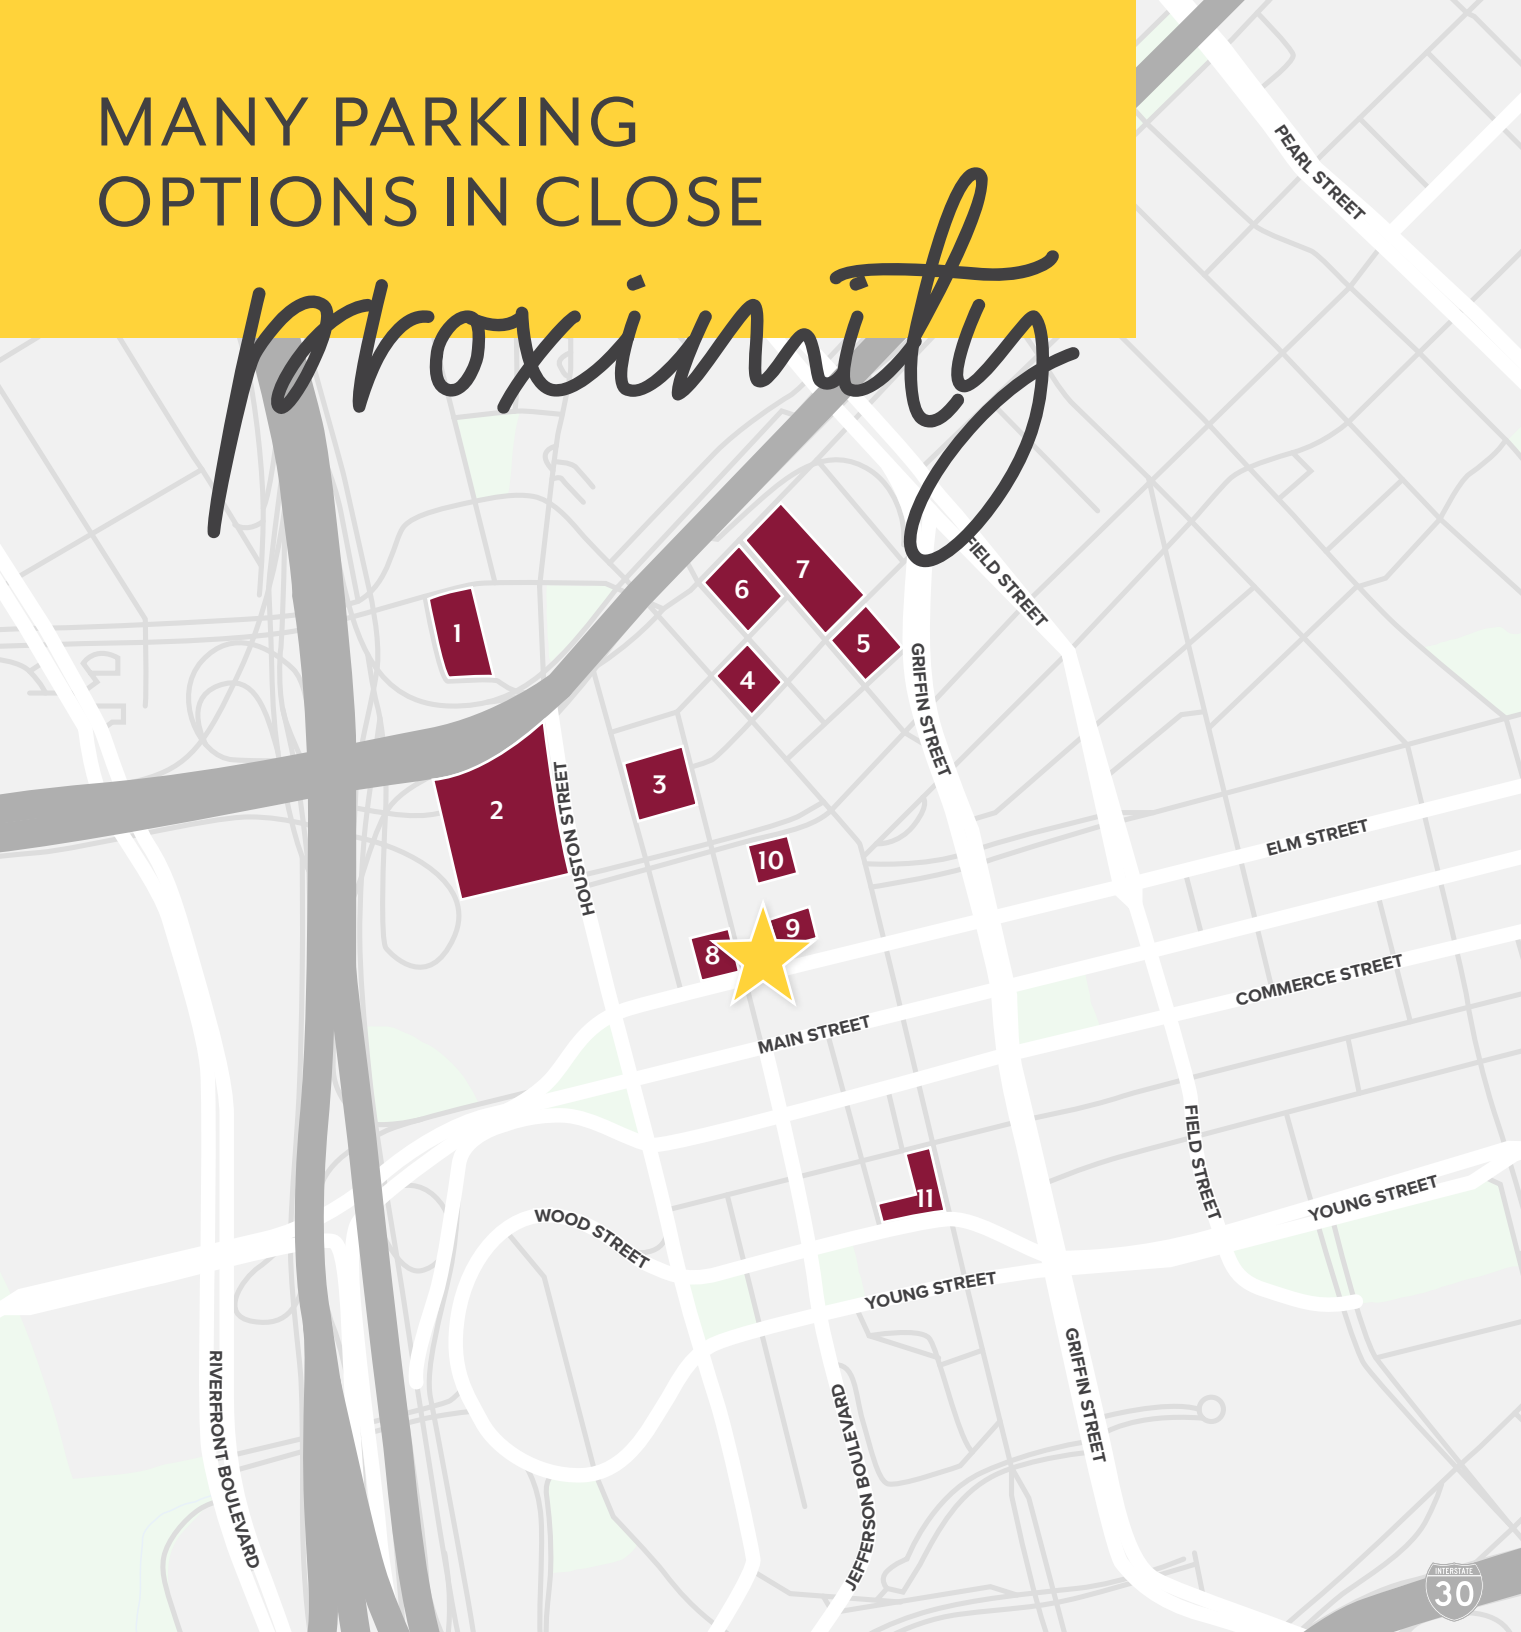 MANY PARKING
OPTIONS IN CLOSE
proximity
PEARL STREET
FIELD STREET
7
6
1
5
GRIFFIN STREET
4
3
2
HOUSTON STREET
ELM STREET
10
9
8
COMMERCE STREET
MAIN STREET
FIELD STREET
11
YOUNG STREET
WOOD STREET
YOUNG STREET
GRIFFIN STREET
RIVERFRONT BOULEVARD
JEFFERSON BOULEVARD
INTERSTATE
30